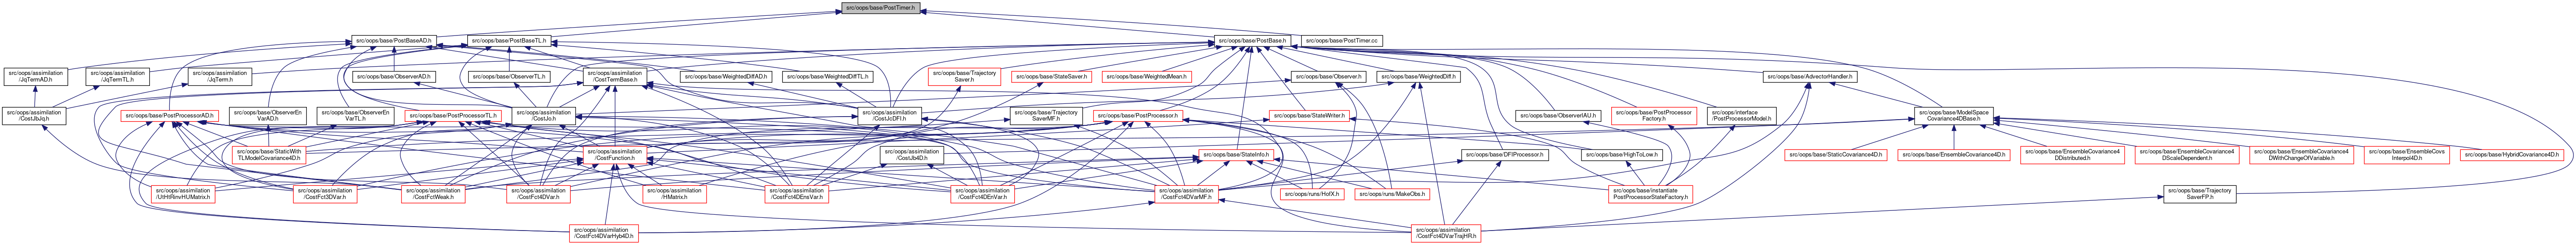 src/oops/base/PostTimer.h
src/oops/base/PostBaseAD.h
src/oops/base/PostBaseTL.h
src/oops/base/PostBase.h
src/oops/base/PostTimer.cc
src/oops/assimilation
/JqTermAD.h
src/oops/assimilation
/JqTermTL.h
src/oops/assimilation
/JqTerm.h
src/oops/base/ObserverAD.h
src/oops/base/ObserverTL.h
src/oops/assimilation
/CostTermBase.h
src/oops/base/WeightedDiffAD.h
src/oops/base/WeightedDiffTL.h
src/oops/base/Trajectory
Saver.h
src/oops/base/StateSaver.h
src/oops/base/WeightedMean.h
src/oops/base/Observer.h
src/oops/base/WeightedDiff.h
src/oops/base/AdvectorHandler.h
src/oops/assimilation
/CostJbJq.h
src/oops/base/PostProcessorAD.h
src/oops/base/ObserverEn
VarAD.h
src/oops/base/ObserverEn
VarTL.h
src/oops/base/PostProcessorTL.h
src/oops/assimilation
/CostJo.h
src/oops/assimilation
/CostJcDFI.h
src/oops/base/Trajectory
SaverMF.h
src/oops/base/PostProcessor.h
src/oops/base/StateWriter.h
src/oops/base/ObserverIAU.h
src/oops/base/PostProcessor
Factory.h
src/oops/interface
/PostProcessorModel.h
src/oops/base/ModelSpace
Covariance4DBase.h
src/oops/base/StaticWith
TLModelCovariance4D.h
src/oops/assimilation
/CostFunction.h
src/oops/assimilation
/CostJb4D.h
src/oops/base/StateInfo.h
src/oops/base/DFIProcessor.h
src/oops/base/HighToLow.h
src/oops/base/StaticCovariance4D.h
src/oops/base/EnsembleCovariance4D.h
src/oops/base/EnsembleCovariance4
DDistributed.h
src/oops/base/EnsembleCovariance4
DScaleDependent.h
src/oops/base/EnsembleCovariance4
DWithChangeOfVariable.h
src/oops/base/EnsembleCovs
Interpol4D.h
src/oops/base/HybridCovariance4D.h
src/oops/assimilation
/UtHtRinvHUMatrix.h
src/oops/assimilation
/CostFct3DVar.h
src/oops/assimilation
/CostFctWeak.h
src/oops/assimilation
/CostFct4DVar.h
src/oops/assimilation
/HMatrix.h
src/oops/assimilation
/CostFct4DEnsVar.h
src/oops/assimilation
/CostFct4DEnVar.h
src/oops/assimilation
/CostFct4DVarMF.h
src/oops/runs/HofX.h
src/oops/runs/MakeObs.h
src/oops/base/instantiate
PostProcessorStateFactory.h
src/oops/base/Trajectory
SaverFP.h
src/oops/assimilation
/CostFct4DVarHyb4D.h
src/oops/assimilation
/CostFct4DVarTrajHR.h